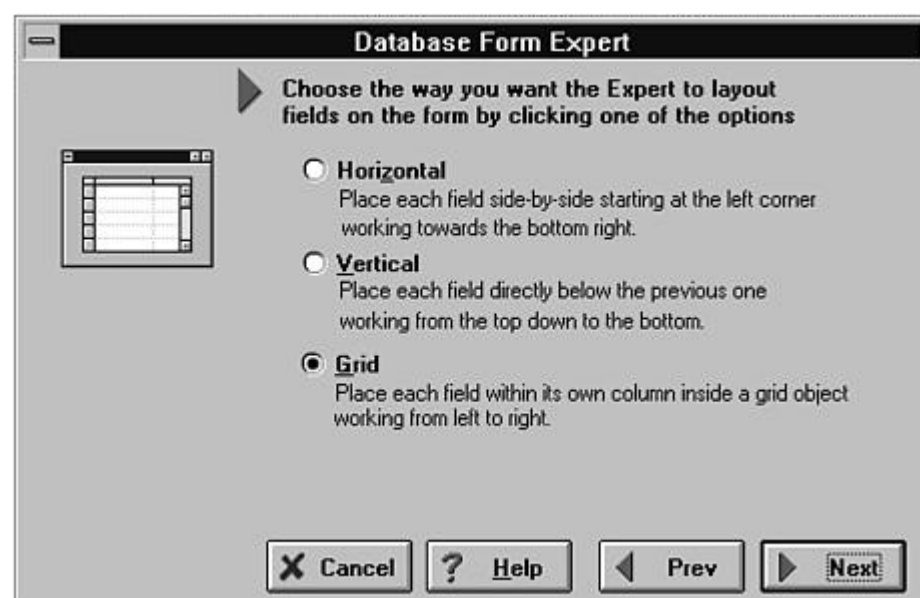 Database Form Expert
Choose the way you want the Expert to layout
fields on the form by clicking one of the options
Horizontal
Place each field side-by-side starting at the left corner
working towards the bottom right.
Vertical
Place each field directly below the previous one
working from the top down to the bottom.
Grid
Place each field within its own column inside a grid object
working from left to right.
Cancel ? Help Prev Next